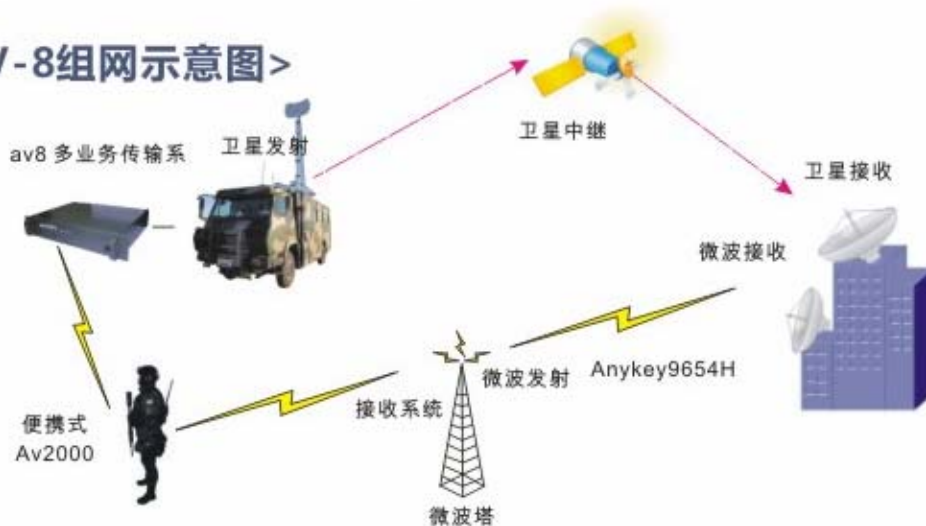 V-8组网示意图>
卫星中继
卫星发射
av8 多业务传输系
卫星接收
微波接收
微波发射
Anykey9654H
接收系统
便携式
Av2000
微波塔